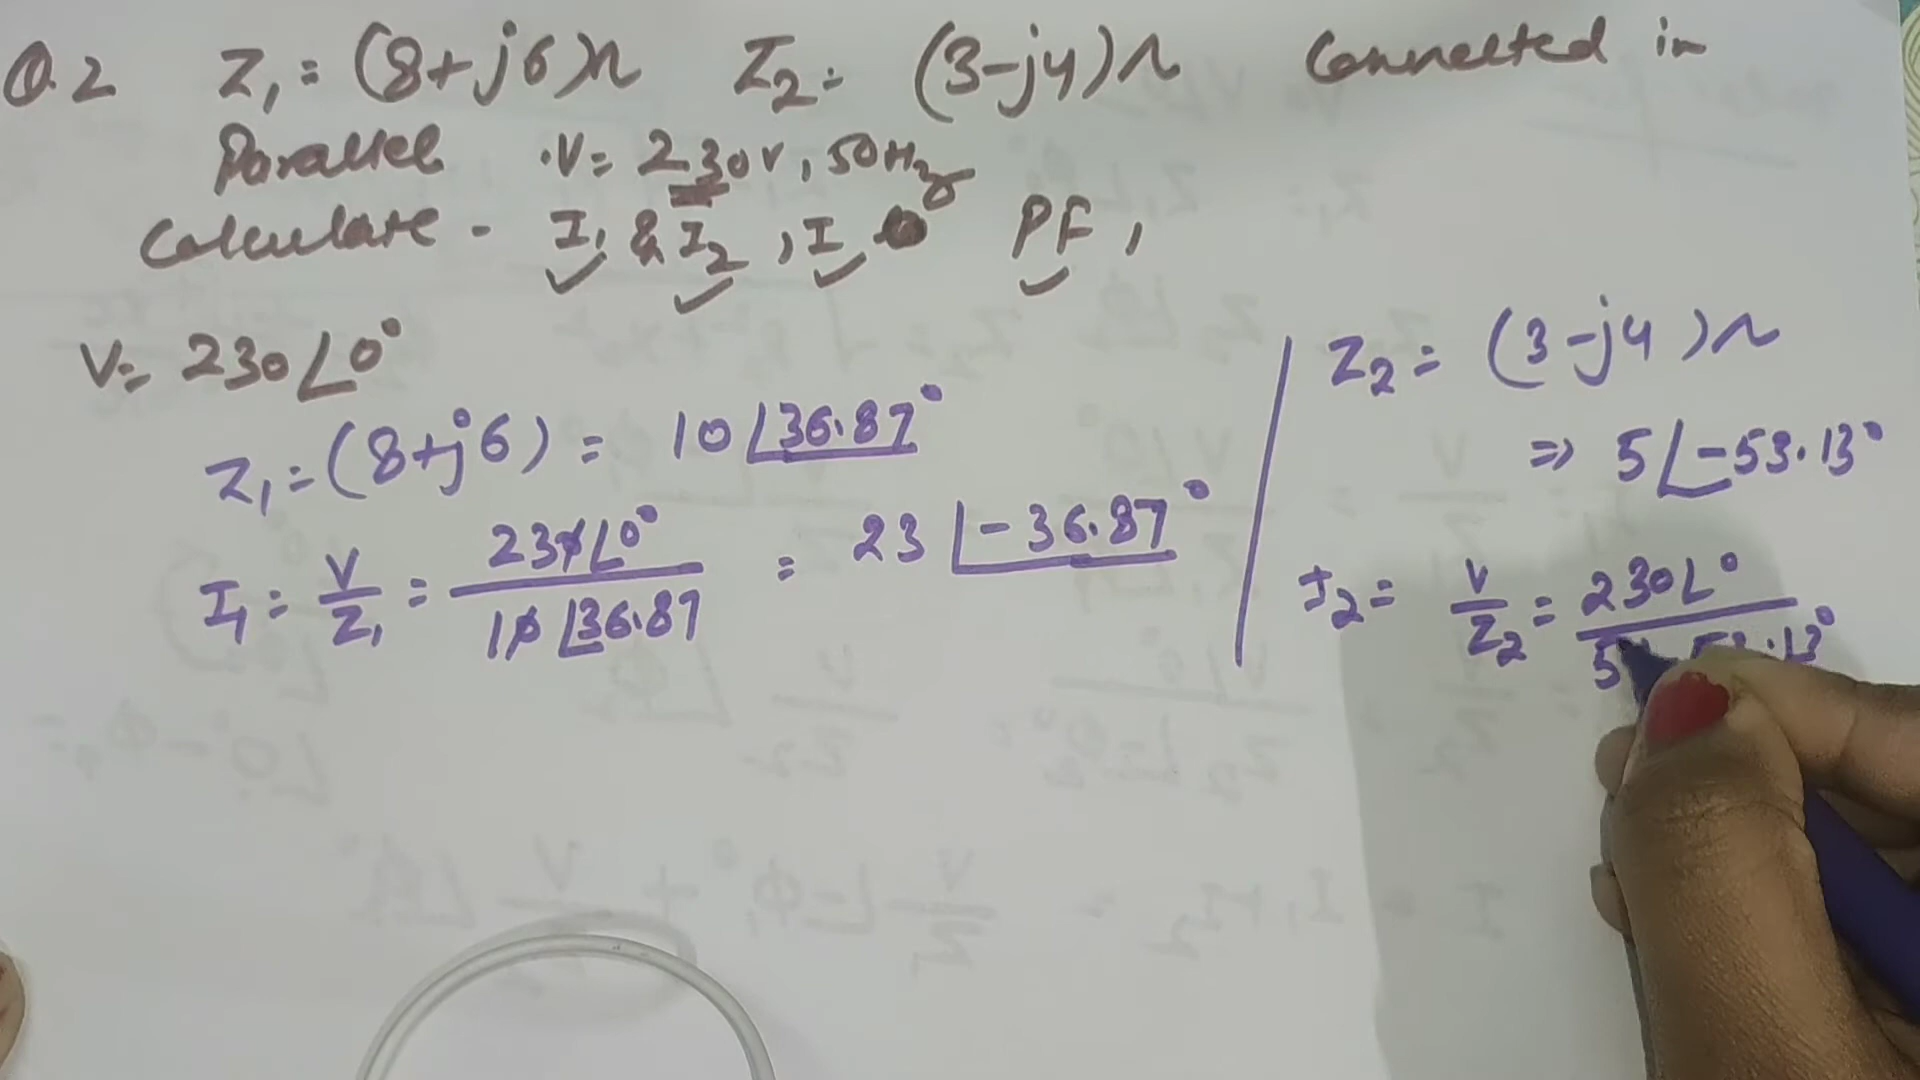 Q.2 Z₁ = (8+j6)Ω Z₂ = (3-j4)Ω Connected in
Parallel V= 230V, 50Hz
Calculate - I₁ & I₂, I PF,
V= 230∠0°
Z₁ = (8+j6) = 10∠36.87°
I₁ = V/Z₁ = 230∠0° / 10∠36.87 = 23∠-36.87°
Z₂ = (3-j4)Ω
⇒ 5∠-53.13°
I₂ = V/Z₂ = 230∠0 / 5